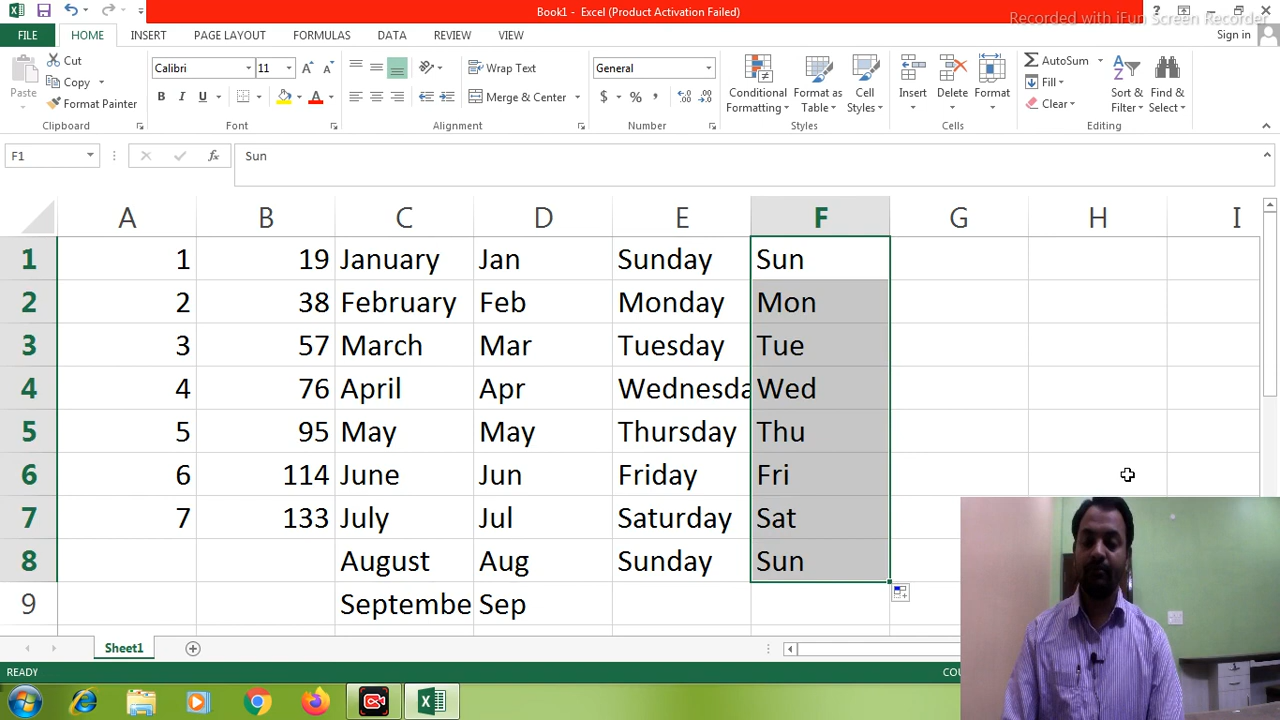 Book1 - Excel (Product Activation Failed)
Recorded with iFun Screen Recorder
FILE HOME INSERT PAGE LAYOUT FORMULAS DATA REVIEW VIEW Sign in
Cut
Copy
Format Painter
Paste
Clipboard
Calibri 11
B I U A
Font
Wrap Text
Merge & Center
Alignment
General
$ % ,
Number
Conditional Formatting
Format as Table
Cell Styles
Styles
Insert Delete Format
Cells
AutoSum
Fill
Clear
Sort & Filter
Find & Select
Editing
F1 fx Sun
A B C D E F G H I
1 1 19 January Jan Sunday Sun
2 2 38 February Feb Monday Mon
3 3 57 March Mar Tuesday Tue
4 4 76 April Apr Wednesda Wed
5 5 95 May May Thursday Thu
6 6 114 June Jun Friday Fri
7 7 133 July Jul Saturday Sat
8 August Aug Sunday Sun
9 Septembe Sep
Sheet1
READY COU